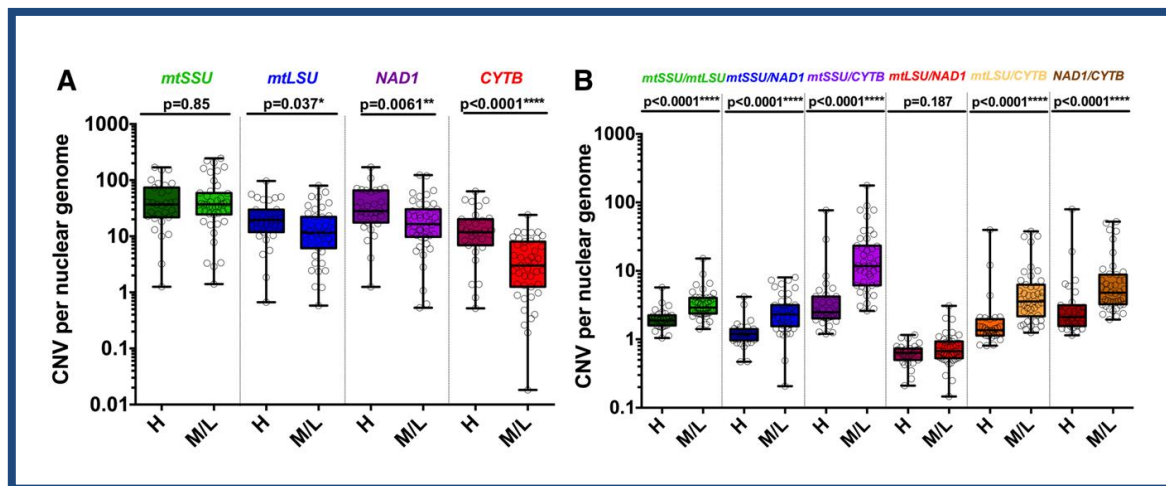 A
mtSSU mtLSU NAD1 CYTB
p=0.85 p=0.037* p=0.0061** p<0.0001****
CNV per nuclear genome
1000
100
10
1
0.1
0.01
H M/L H M/L H M/L H M/L
B
mtSSU/mtLSU mtSSU/NAD1 mtSSU/CYTB mtLSU/NAD1 mtLSU/CYTB NAD1/CYTB
p<0.0001**** p<0.0001**** p<0.0001**** p=0.187 p<0.0001**** p<0.0001****
CNV per nuclear genome
1000
100
10
1
0.1
H M/L H M/L H M/L H M/L H M/L H M/L